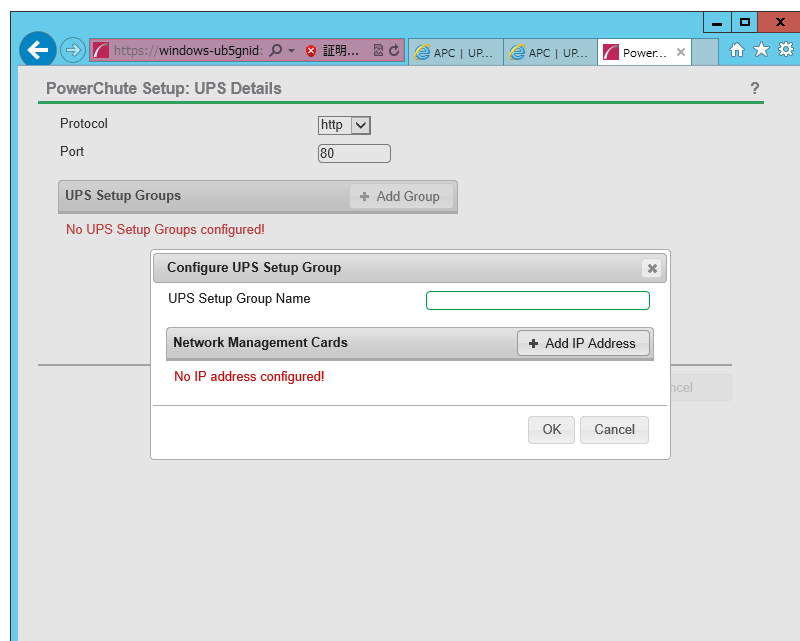 https://windows-ub5gnid: 証明...
APC | UP... APC | UP... Power...
PowerChute Setup: UPS Details ?
Protocol http
Port 80
UPS Setup Groups + Add Group
No UPS Setup Groups configured!
Configure UPS Setup Group
UPS Setup Group Name
Network Management Cards + Add IP Address
No IP address configured!
ncel
OK Cancel